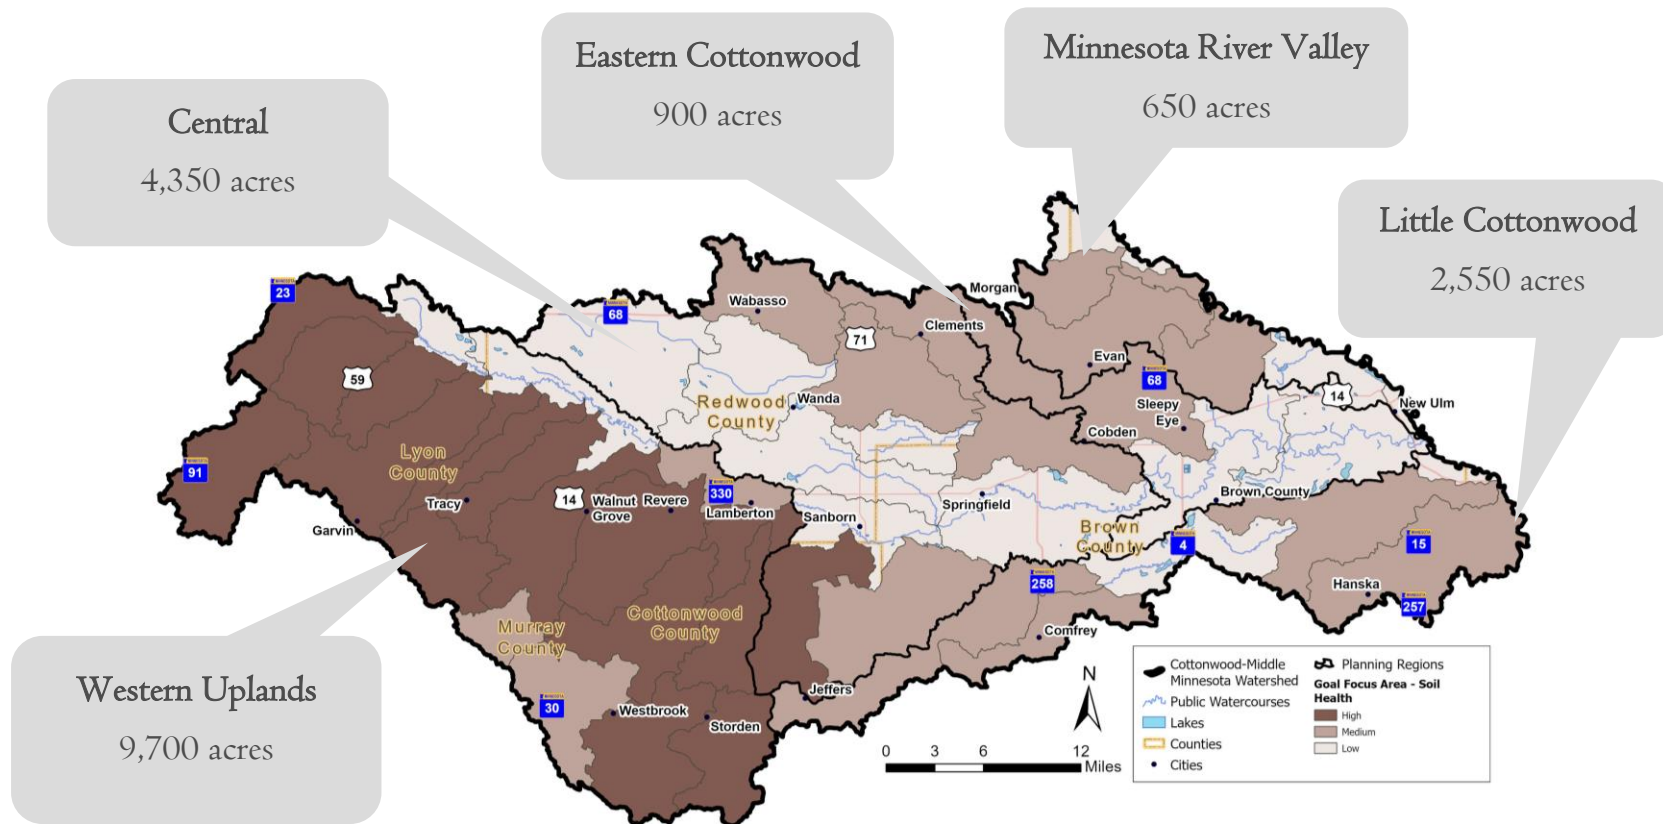 Eastern Cottonwood
900 acres
Minnesota River Valley
650 acres
Central
4,350 acres
Little Cottonwood
2,550 acres
Western Uplands
9,700 acres
23
68
Wabasso
71
Clements
Morgan
Evan
68
59
Redwood
County
Wanda
Sleepy
Eye
14
New Ulm
Cobden
Lyon
County
91
Tracy
14
Walnut
Grove
Revere
330
Lamberton
Garvin
Sanborn
Springfield
Brown County
Brown
County
4
15
258
Hanska
257
Murray
County
Cottonwood
County
Comfrey
30
Westbrook
Storden
Jeffers
N
0 3 6 12
Miles
Cottonwood-Middle
Minnesota Watershed
Public Watercourses
Lakes
Counties
Cities
Planning Regions
Goal Focus Area - Soil
Health
High
Medium
Low